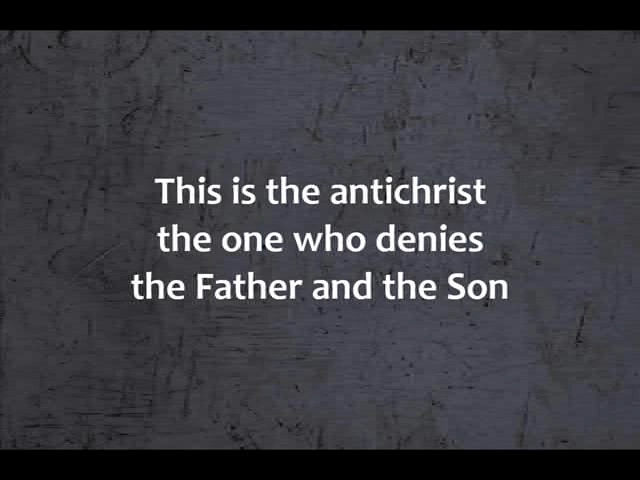 This is the antichrist
the one who denies
the Father and the Son